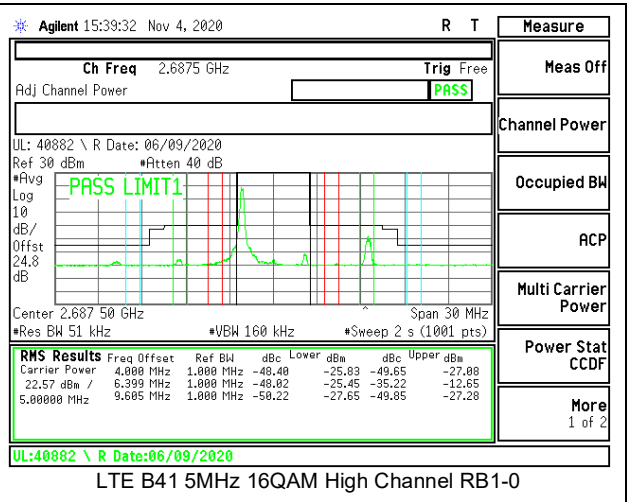 Agilent 15:39:32 Nov 4, 2020 R T
Measure
Ch Freq 2.6875 GHz Trig Free
Meas Off
Adj Channel Power PASS
Channel Power
UL: 40882 \ R Date: 06/09/2020
Ref 30 dBm #Atten 40 dB
#Avg
Log
10
dB/
Offst
24.8
dB
PASS LIMIT1
Occupied BW
ACP
Multi Carrier
Power
Center 2.687 50 GHz Span 30 MHz
#Res BW 51 kHz #VBW 160 kHz #Sweep 2 s (1001 pts)
Power Stat
CCDF
RMS Results Freq Offset Ref BW dBc Lower dBm dBc Upper dBm
Carrier Power 4.000 MHz 1.000 MHz -48.40 -25.83 -49.65 -27.08
22.57 dBm / 6.399 MHz 1.000 MHz -48.02 -25.45 -35.22 -12.65
5.00000 MHz 9.605 MHz 1.000 MHz -50.22 -27.65 -49.85 -27.28
More
1 of 2
UL:40882 \ R Date:06/09/2020
LTE B41 5MHz 16QAM High Channel RB1-0